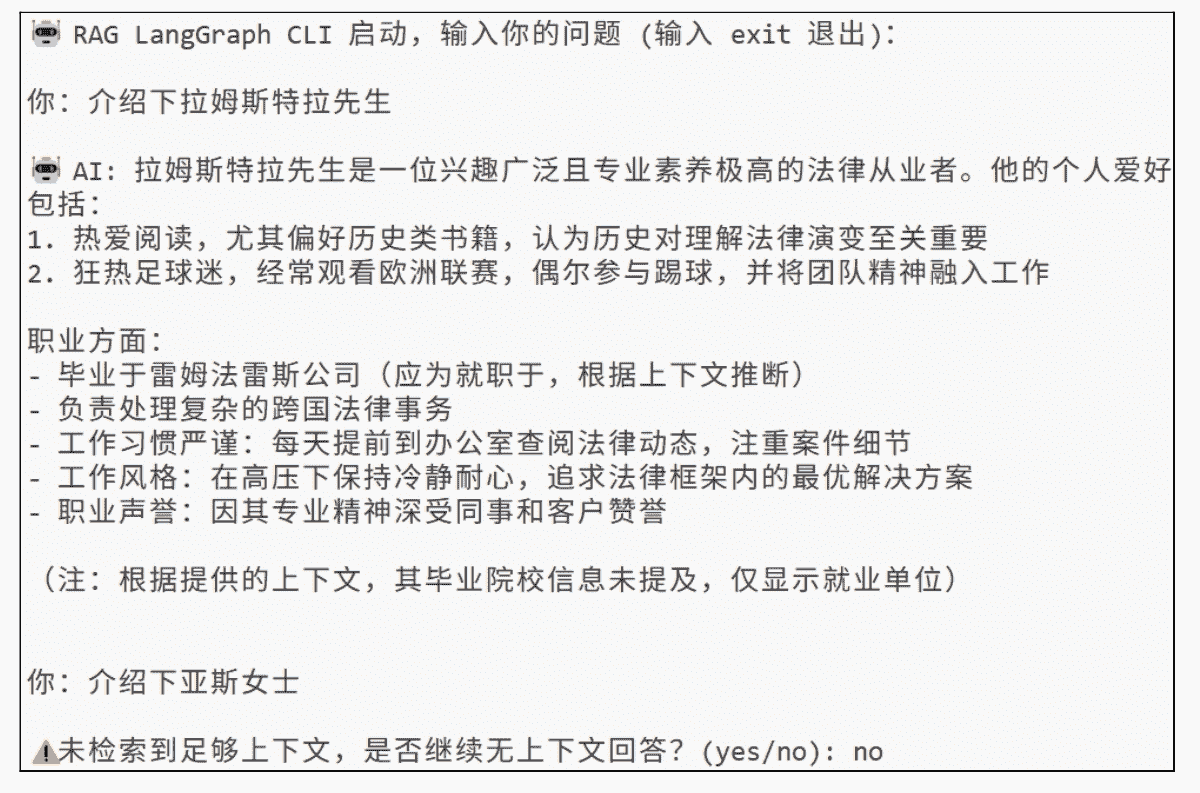 🤖 RAG LangGraph CLI 启动，输入你的问题 (输入 exit 退出)：
你：介绍下拉姆斯特拉先生
🤖 AI：拉姆斯特拉先生是一位兴趣广泛且专业素养极高的法律从业者。他的个人爱好
包括：
1. 热爱阅读，尤其偏好历史类书籍，认为历史对理解法律演变至关重要
2. 狂热足球迷，经常观看欧洲联赛，偶尔参与踢球，并将团队精神融入工作
职业方面：
- 毕业于雷姆法雷斯公司（应为就职于，根据上下文推断）
- 负责处理复杂的跨国法律事务
- 工作习惯严谨：每天提前到办公室查阅法律动态，注重案件细节
- 工作风格：在高压下保持冷静耐心，追求法律框架内的最优解决方案
- 职业声誉：因其专业精神深受同事和客户赞誉
（注：根据提供的上下文，其毕业院校信息未提及，仅显示就业单位）
你：介绍下亚斯女士
⚠未检索到足够上下文，是否继续无上下文回答？(yes/no): no